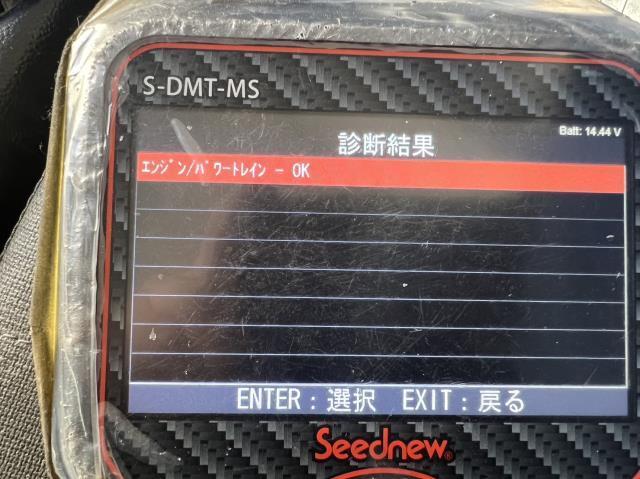 S-DMT-MS
Batt: 14.44 V
診断結果
ｴﾝｼﾞﾝ/ﾊﾟﾜｰﾄﾚｲﾝ - OK
ENTER：選択 EXIT：戻る
Seednew®